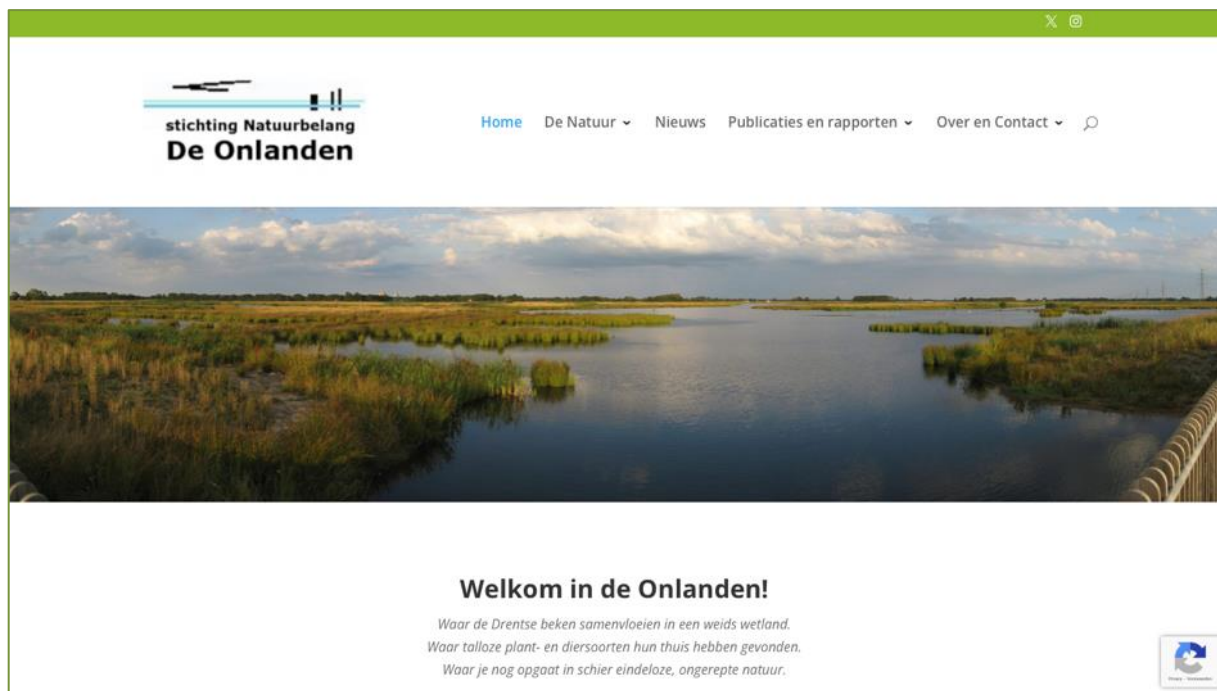 stichting Natuurbelang
De Onlanden
Home De Natuur Nieuws Publicaties en rapporten Over en Contact
Welkom in de Onlanden!
Waar de Drentse beken samenvloeien in een weids wetland.
Waar talloze plant- en diersoorten hun thuis hebben gevonden.
Waar je nog opgaat in schier eindeloze, ongerepte natuur.